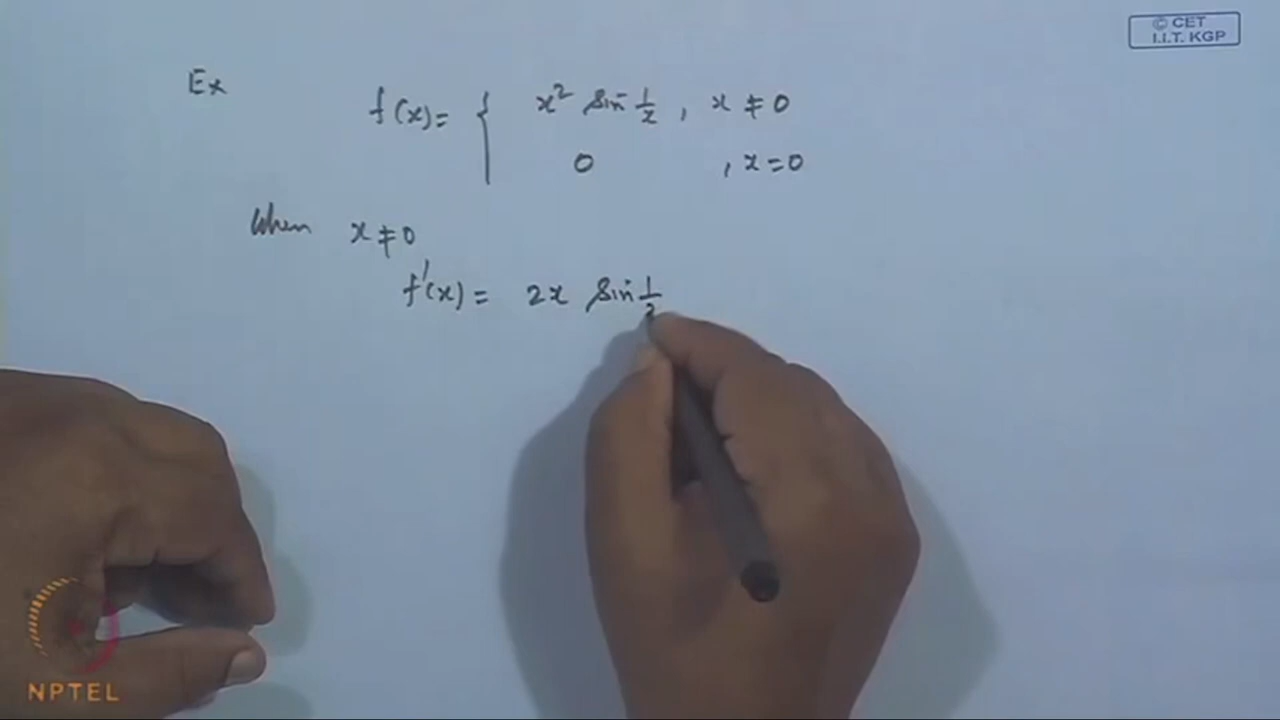 © CET
I.I.T. KGP
Ex
f(x) = { x² sin 1/x , x ≠ 0
0 , x = 0
When x ≠ 0
f'(x) = 2x sin 1/
NPTEL